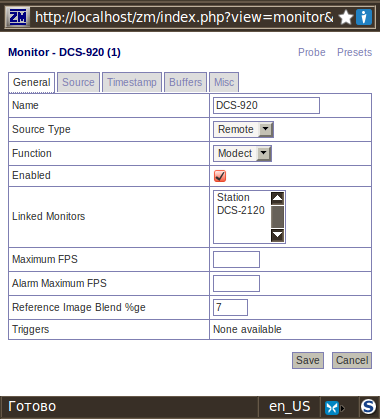 ZM http://localhost/zm/index.php?view=monitor&
Monitor - DCS-920 (1) Probe Presets
General Source Timestamp Buffers Misc
Name DCS-920
Source Type Remote
Function Modect
Enabled
Linked Monitors Station
DCS-2120
Maximum FPS
Alarm Maximum FPS
Reference Image Blend %ge 7
Triggers None available
Save Cancel
Готово en_US S